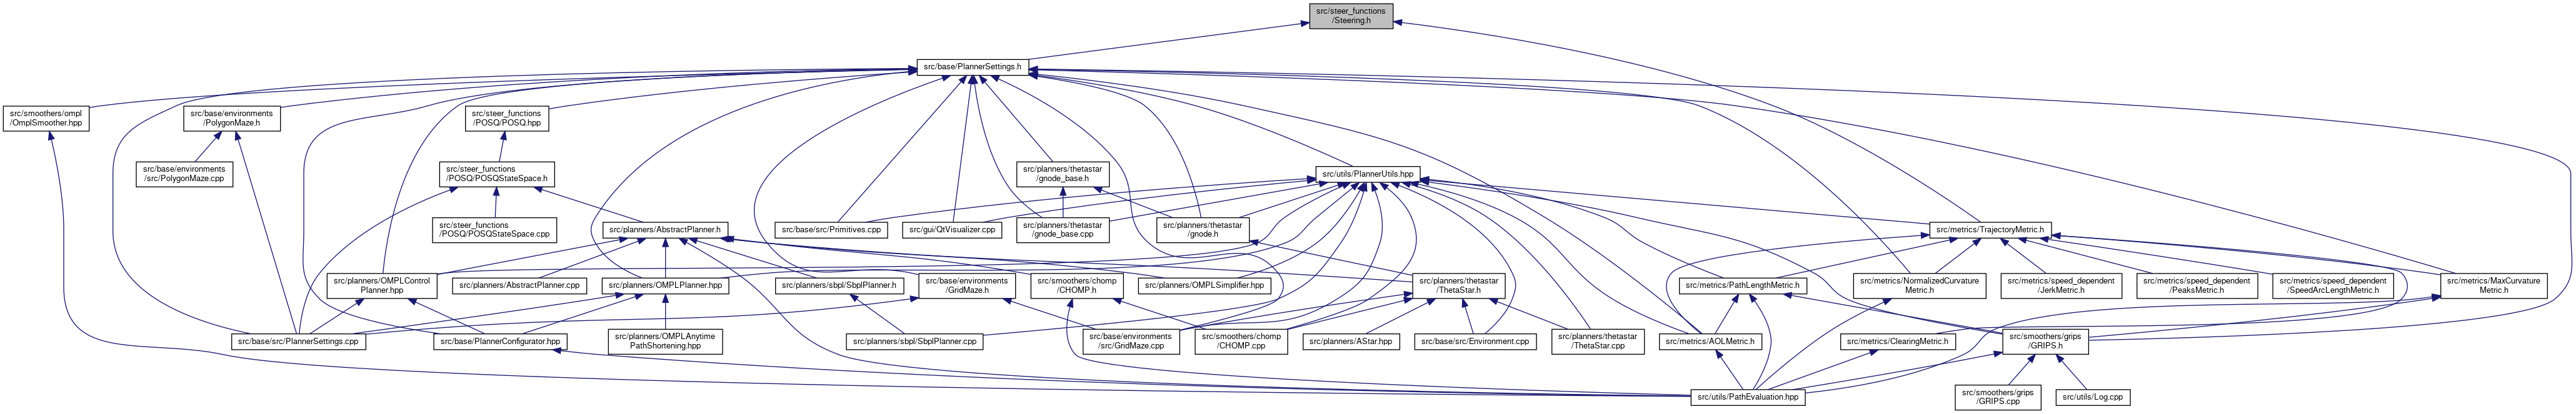 src/steer_functions
/Steering.h
src/base/PlannerSettings.h
src/smoothers/ompl
/OmplSmoother.hpp
src/base/environments
/PolygonMaze.h
src/steer_functions
/POSQ/POSQ.hpp
src/base/environments
/src/PolygonMaze.cpp
src/steer_functions
/POSQ/POSQStateSpace.h
src/planners/thetastar
/gnode_base.h
src/utils/PlannerUtils.hpp
src/steer_functions
/POSQ/POSQStateSpace.cpp
src/planners/AbstractPlanner.h
src/base/src/Primitives.cpp
src/gui/QtVisualizer.cpp
src/planners/thetastar
/gnode_base.cpp
src/planners/thetastar
/gnode.h
src/metrics/TrajectoryMetric.h
src/planners/OMPLControl
Planner.hpp
src/planners/AbstractPlanner.cpp
src/planners/OMPLPlanner.hpp
src/planners/sbpl/SbplPlanner.h
src/base/environments
/GridMaze.h
src/smoothers/chomp
/CHOMP.h
src/planners/OMPLSimplifier.hpp
src/planners/thetastar
/ThetaStar.hpp
src/metrics/PathLengthMetric.h
src/metrics/NormalizedCurvature
Metric.h
src/metrics/speed_dependent
/JerkMetric.h
src/metrics/speed_dependent
/PeaksMetric.h
src/metrics/speed_dependent
/SpeedArcLengthMetric.h
src/metrics/MaxCurvature
Metric.h
src/base/src/PlannerSettings.cpp
src/base/PlannerConfigurator.hpp
src/planners/OMPLAnytime
PathShortening.hpp
src/planners/sbpl/SbplPlanner.cpp
src/base/environments
/src/GridMaze.cpp
src/smoothers/chomp
/CHOMP.cpp
src/planners/AStar.hpp
src/base/src/Environment.cpp
src/planners/thetastar
/ThetaStar.cpp
src/metrics/AOLMetric.h
src/metrics/ClearingMetric.h
src/smoothers/grips
/GRIPS.h
src/utils/PathEvaluation.hpp
src/smoothers/grips
/GRIPS.cpp
src/utils/Log.cpp